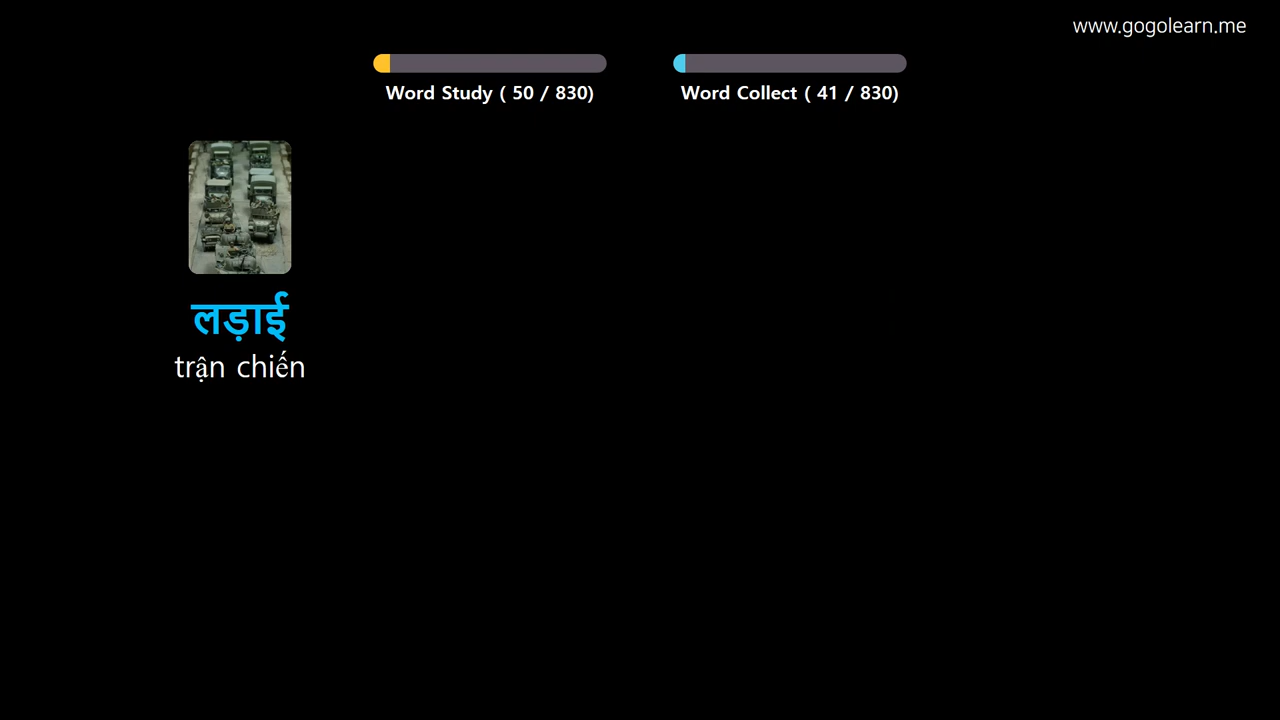 www.gogolearn.me
Word Study ( 50 / 830)
Word Collect ( 41 / 830)
लड़ाई
trận chiến